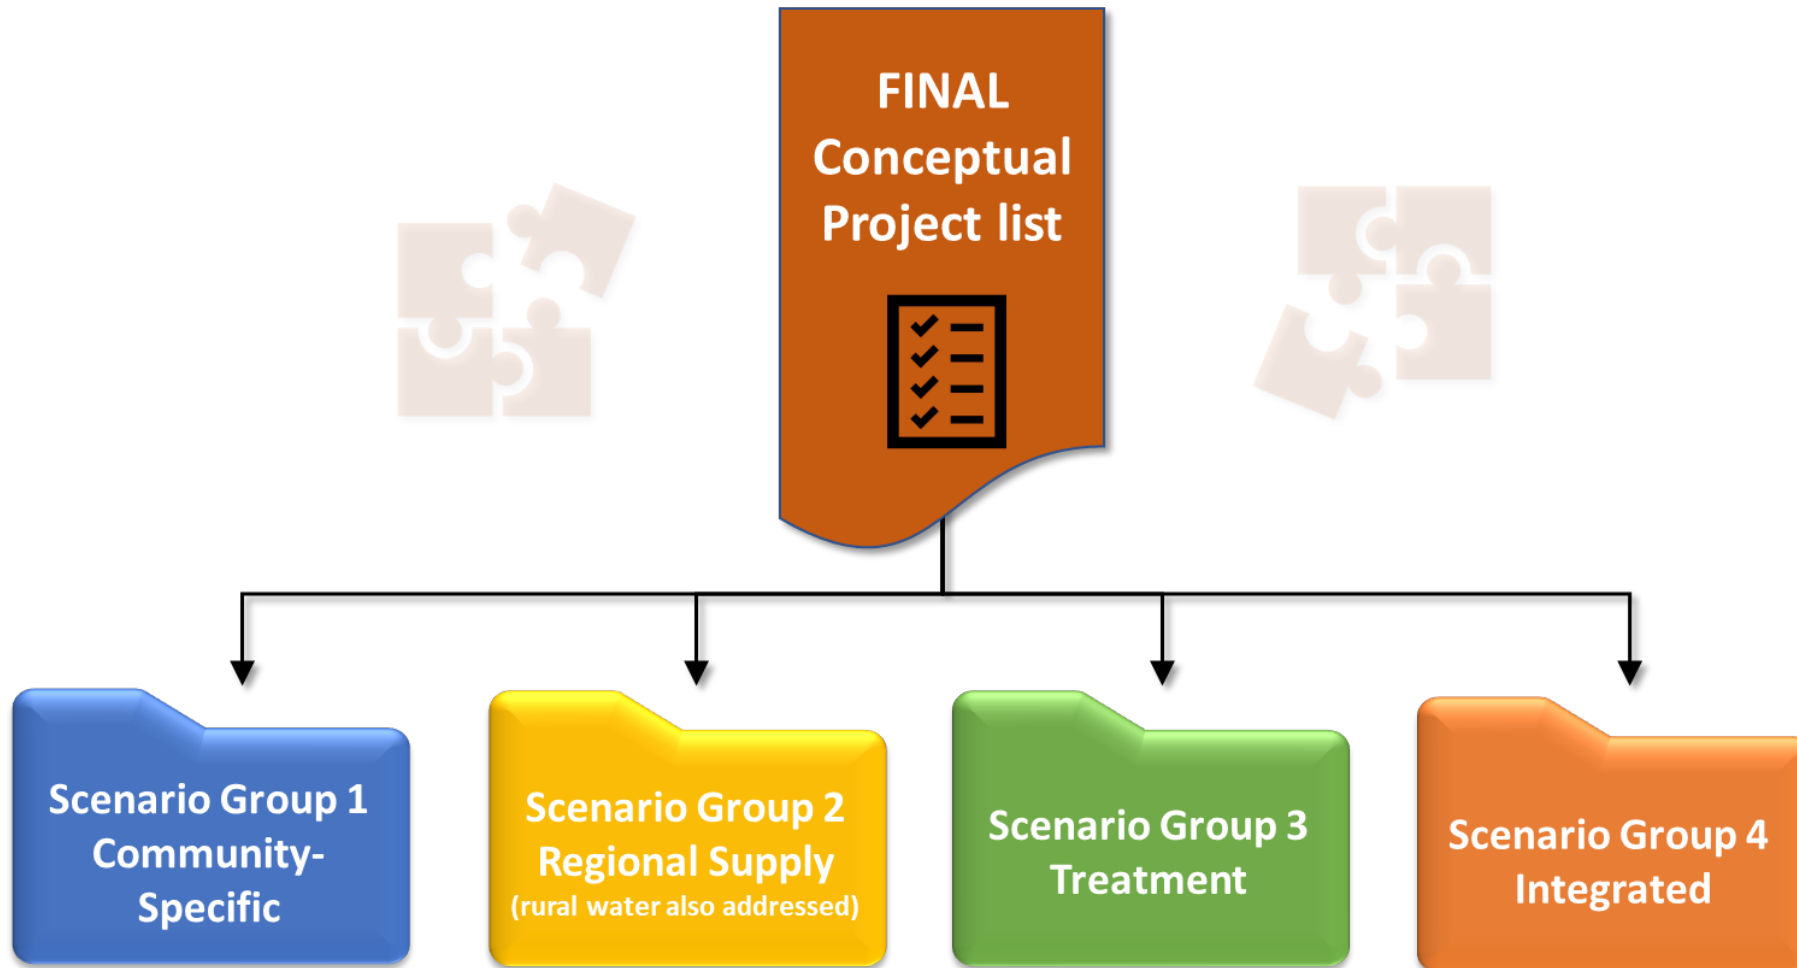 FINAL
Conceptual
Project list
Scenario Group 1
Community-
Specific
Scenario Group 2
Regional Supply
(rural water also addressed)
Scenario Group 3
Treatment
Scenario Group 4
Integrated